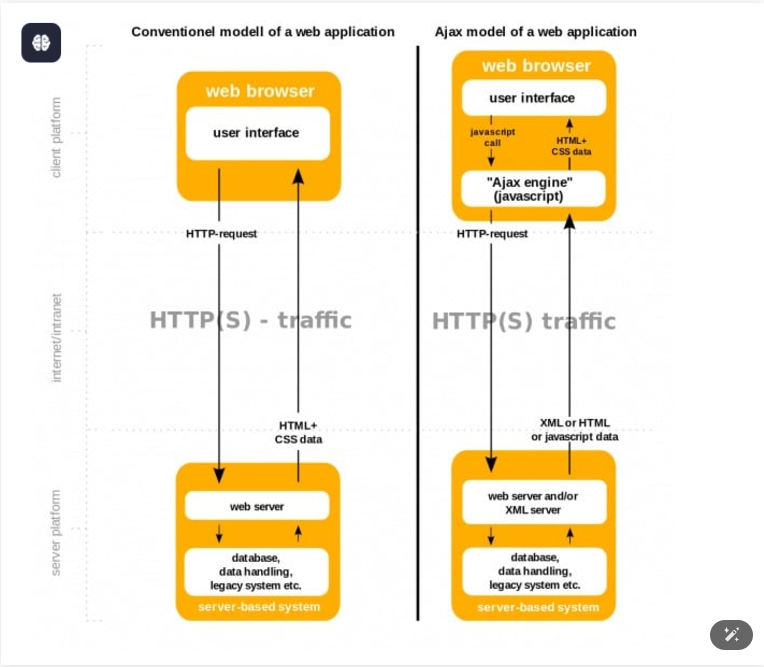 Conventionel modell of a web application
web browser
user interface
HTTP-request
HTTP(S) - traffic
HTML+
CSS data
web server
database,
data handling,
legacy system etc.
server-based system
Ajax model of a web application
web browser
user interface
javascript
call
HTML+
CSS data
"Ajax engine"
(javascript)
HTTP-request
HTTP(S) traffic
XML or HTML
or javascript data
web server and/or
XML server
database,
data handling,
legacy system etc.
server-based system
client platform
internet/intranet
server platform